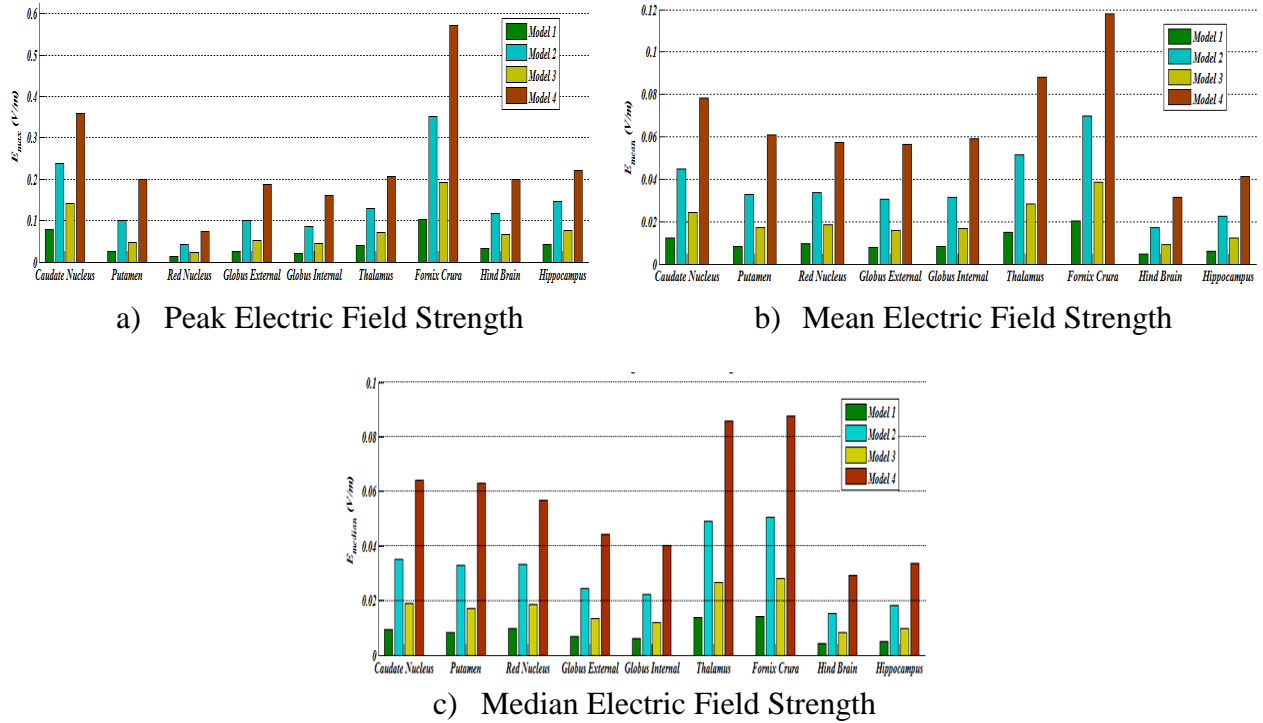 0.6
0.5
0.4
0.3
0.2
0.1
0
E_max (V/m)
Model 1
Model 2
Model 3
Model 4
Caudate Nucleus Putamen Red Nucleus Globus External Globus Internal Thalamus Fornix Crura Hind Brain Hippocampus
a) Peak Electric Field Strength
0.12
0.1
0.08
0.06
0.04
0.02
0
E_mean (V/m)
Model 1
Model 2
Model 3
Model 4
Caudate Nucleus Putamen Red Nucleus Globus External Globus Internal Thalamus Fornix Crura Hind Brain Hippocampus
b) Mean Electric Field Strength
0.1
0.08
0.06
0.04
0.02
0
E_median (V/m)
Model 1
Model 2
Model 3
Model 4
Caudate Nucleus Putamen Red Nucleus Globus External Globus Internal Thalamus Fornix Crura Hind Brain Hippocampus
c) Median Electric Field Strength